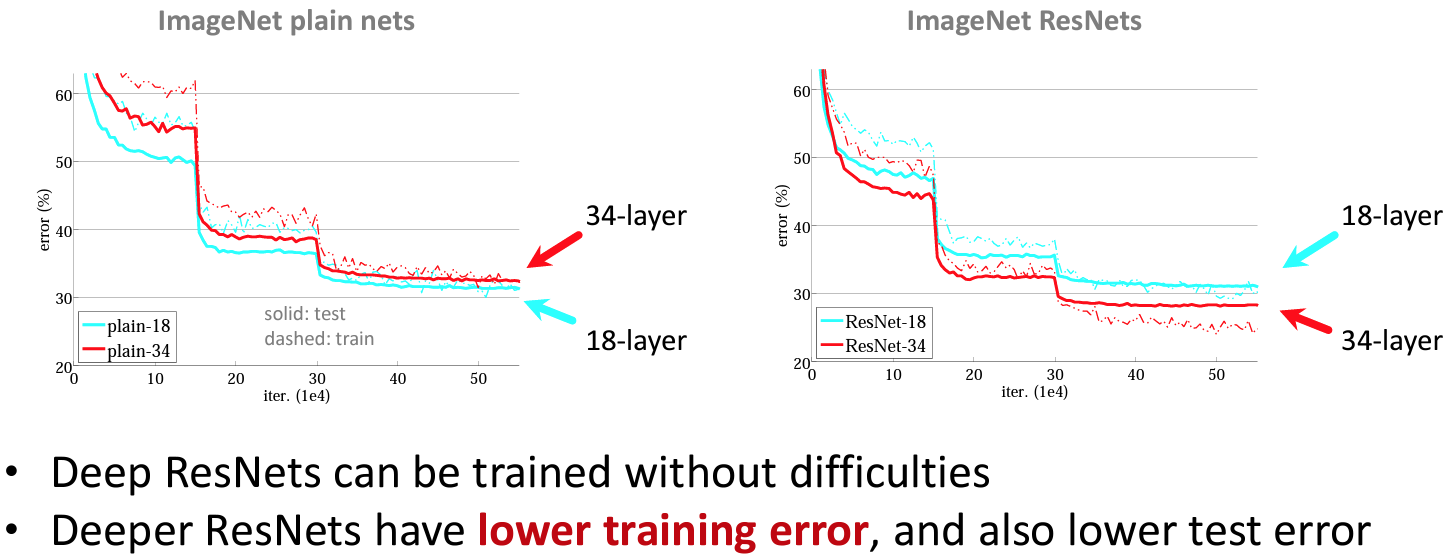 ImageNet plain nets
60
50
40
30
20
error (%)
0
10
20
30
40
50
iter. (1e4)
plain-18
plain-34
solid: test
dashed: train
34-layer
18-layer
ImageNet ResNets
60
50
40
30
20
error (%)
0
10
20
30
40
50
iter. (1e4)
ResNet-18
ResNet-34
18-layer
34-layer
• Deep ResNets can be trained without difficulties
• Deeper ResNets have lower training error, and also lower test error